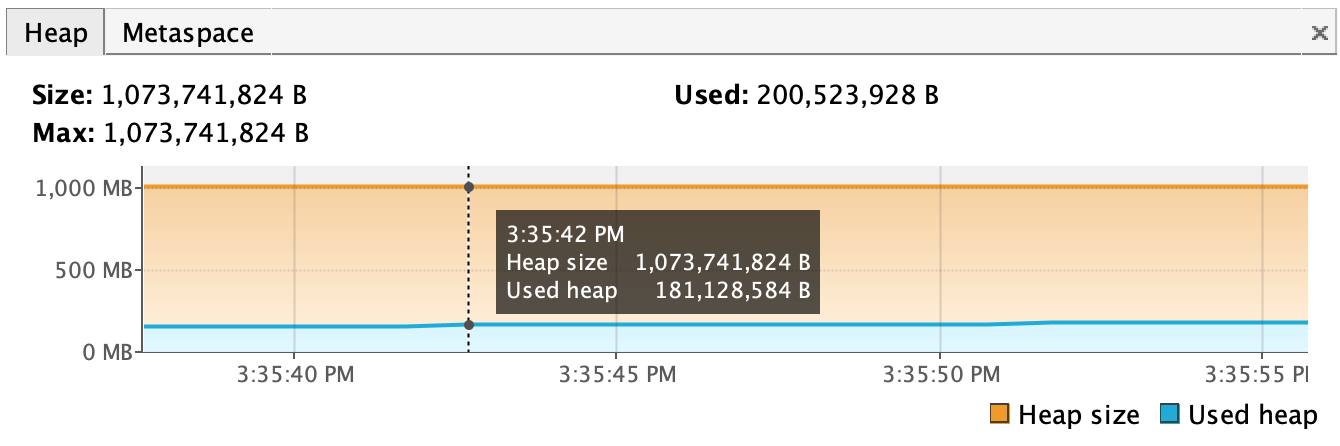 Heap Metaspace ×
Size: 1,073,741,824 B Used: 200,523,928 B
Max: 1,073,741,824 B
1,000 MB
500 MB
0 MB
3:35:42 PM
Heap size 1,073,741,824 B
Used heap 181,128,584 B
3:35:40 PM 3:35:45 PM 3:35:50 PM 3:35:55
Heap size Used heap